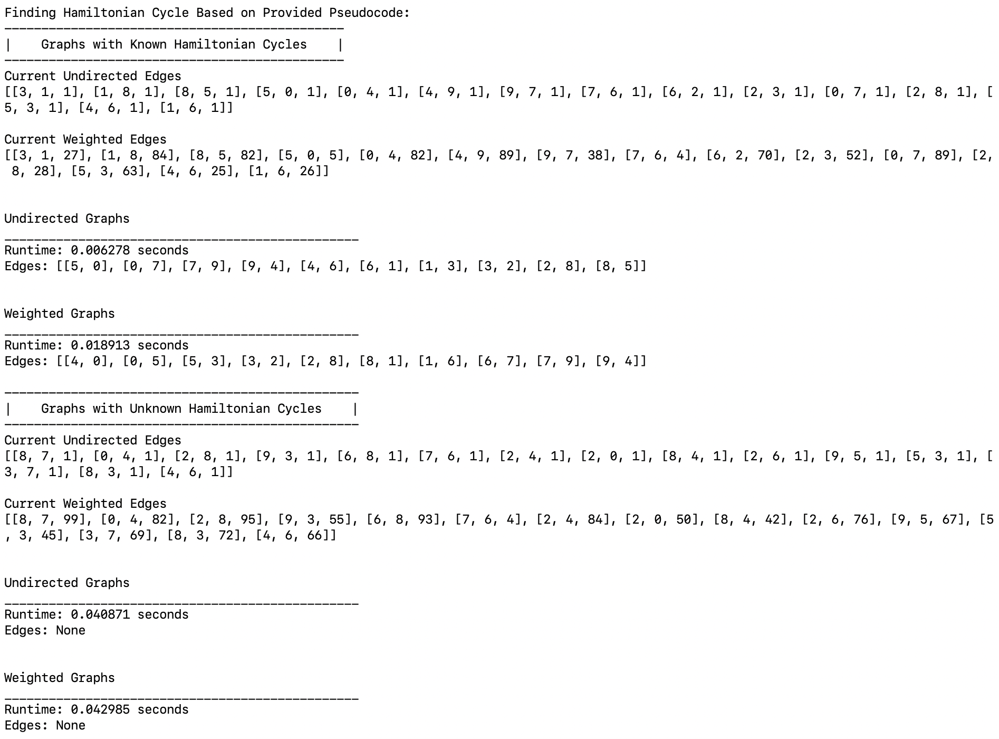 Finding Hamiltonian Cycle Based on Provided Pseudocode:
----------------------------------------------
|    Graphs with Known Hamiltonian Cycles    |
----------------------------------------------
Current Undirected Edges
[[3, 1, 1], [1, 8, 1], [8, 5, 1], [5, 0, 1], [0, 4, 1], [4, 9, 1], [9, 7, 1], [7, 6, 1], [6, 2, 1], [2, 3, 1], [0, 7, 1], [2, 8, 1], [
5, 3, 1], [4, 6, 1], [1, 6, 1]]
Current Weighted Edges
[[3, 1, 27], [1, 8, 84], [8, 5, 82], [5, 0, 5], [0, 4, 82], [4, 9, 89], [9, 7, 38], [7, 6, 4], [6, 2, 70], [2, 3, 52], [0, 7, 89], [2,
 8, 28], [5, 3, 63], [4, 6, 25], [1, 6, 26]]
Undirected Graphs
________________________________________________
Runtime: 0.006278 seconds
Edges: [[5, 0], [0, 7], [7, 9], [9, 4], [4, 6], [6, 1], [1, 3], [3, 2], [2, 8], [8, 5]]
Weighted Graphs
________________________________________________
Runtime: 0.018913 seconds
Edges: [[4, 0], [0, 5], [5, 3], [3, 2], [2, 8], [8, 1], [1, 6], [6, 7], [7, 9], [9, 4]]
------------------------------------------------
|    Graphs with Unknown Hamiltonian Cycles    |
------------------------------------------------
Current Undirected Edges
[[8, 7, 1], [0, 4, 1], [2, 8, 1], [9, 3, 1], [6, 8, 1], [7, 6, 1], [2, 4, 1], [2, 0, 1], [8, 4, 1], [2, 6, 1], [9, 5, 1], [5, 3, 1], [
3, 7, 1], [8, 3, 1], [4, 6, 1]]
Current Weighted Edges
[[8, 7, 99], [0, 4, 82], [2, 8, 95], [9, 3, 55], [6, 8, 93], [7, 6, 4], [2, 4, 84], [2, 0, 50], [8, 4, 42], [2, 6, 76], [9, 5, 67], [5
, 3, 45], [3, 7, 69], [8, 3, 72], [4, 6, 66]]
Undirected Graphs
________________________________________________
Runtime: 0.040871 seconds
Edges: None
Weighted Graphs
________________________________________________
Runtime: 0.042985 seconds
Edges: None